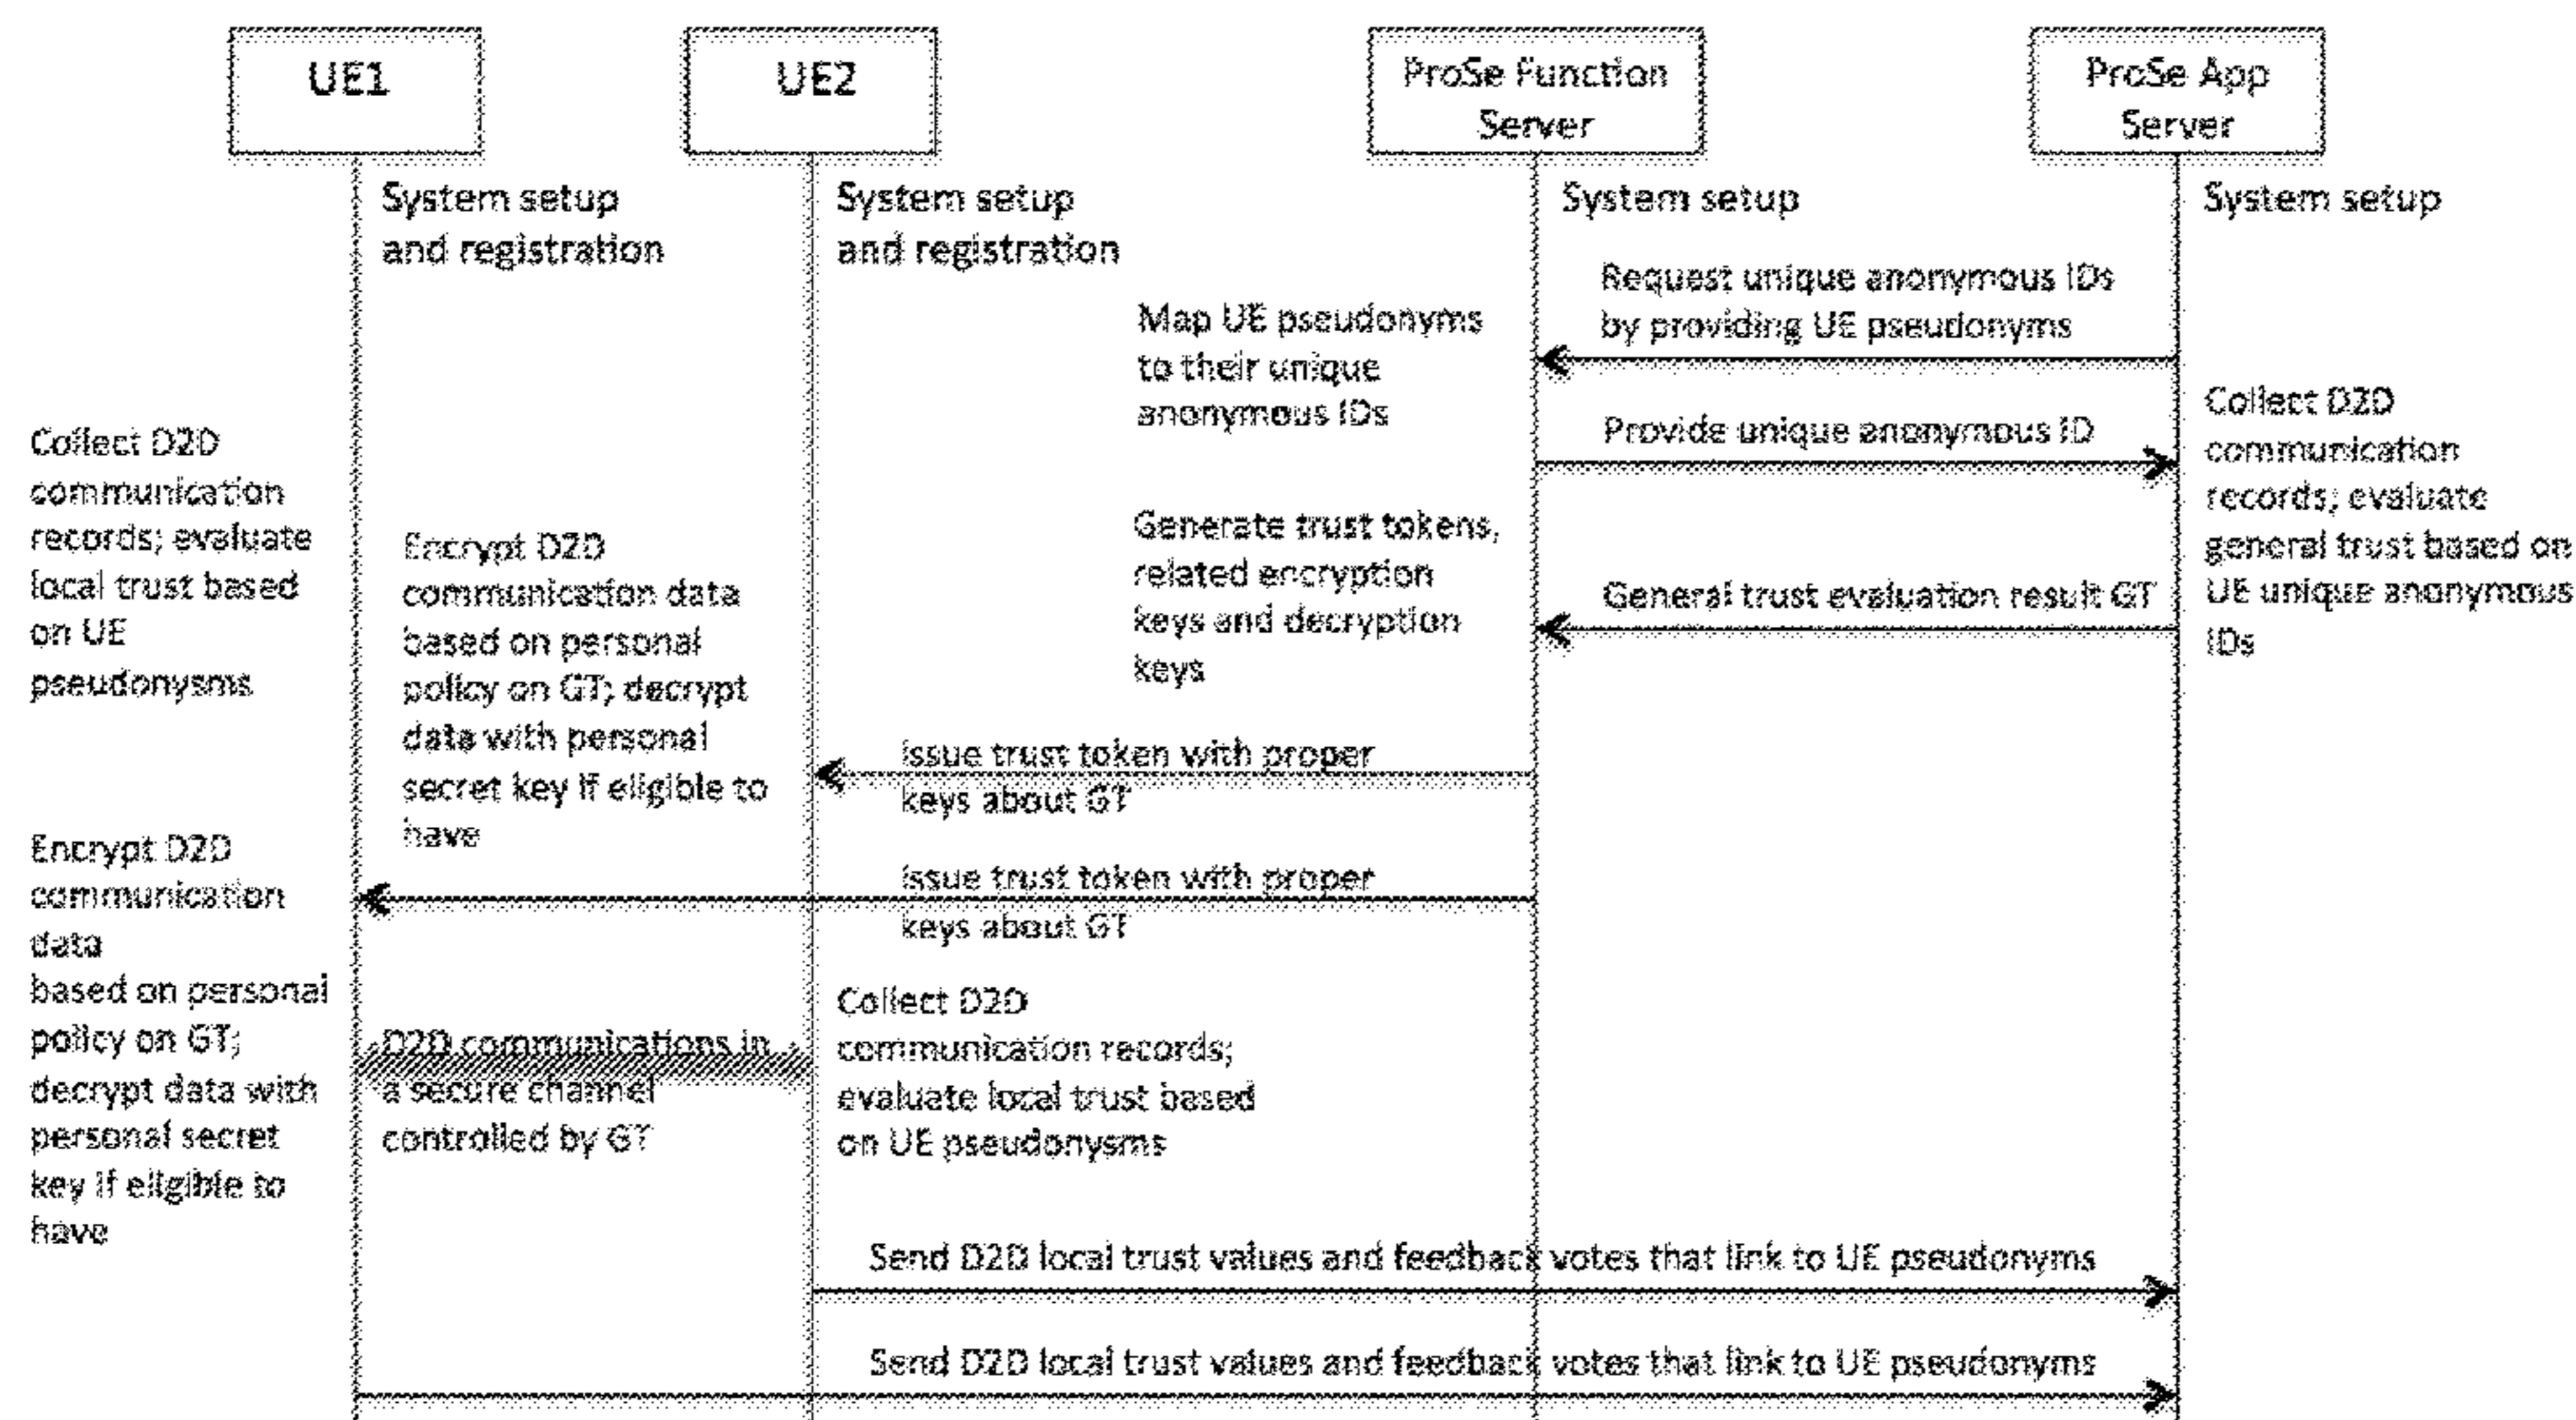 UE1
UE2
ProSe Function
Server
ProSe App
Server
System setup
and registration
System setup
and registration
System setup
System setup
Request unique anonymous IDs
by providing UE pseudonyms
Map UE pseudonyms
to their unique
anonymous IDs
Provide unique anonymous ID
Collect D2D
communication
records; evaluate
general trust based on
UE unique anonymous
IDs
Collect D2D
communication
records; evaluate
local trust based
on UE
pseudonysms
Encrypt D2D
communication data
based on personal
policy on GT; decrypt
data with personal
secret key if eligible to
have
Generate trust tokens,
related encryption
keys and decryption
keys
General trust evaluation result GT
Issue trust token with proper
keys about GT
Issue trust token with proper
keys about GT
Encrypt D2D
communication
data
based on personal
policy on GT;
decrypt data with
personal secret
key if eligible to
have
D2D communications in
a secure channel
controlled by GT
Collect D2D
communication records;
evaluate local trust based
on UE pseudonysms
Send D2D local trust values and feedback votes that link to UE pseudonyms
Send D2D local trust values and feedback votes that link to UE pseudonyms